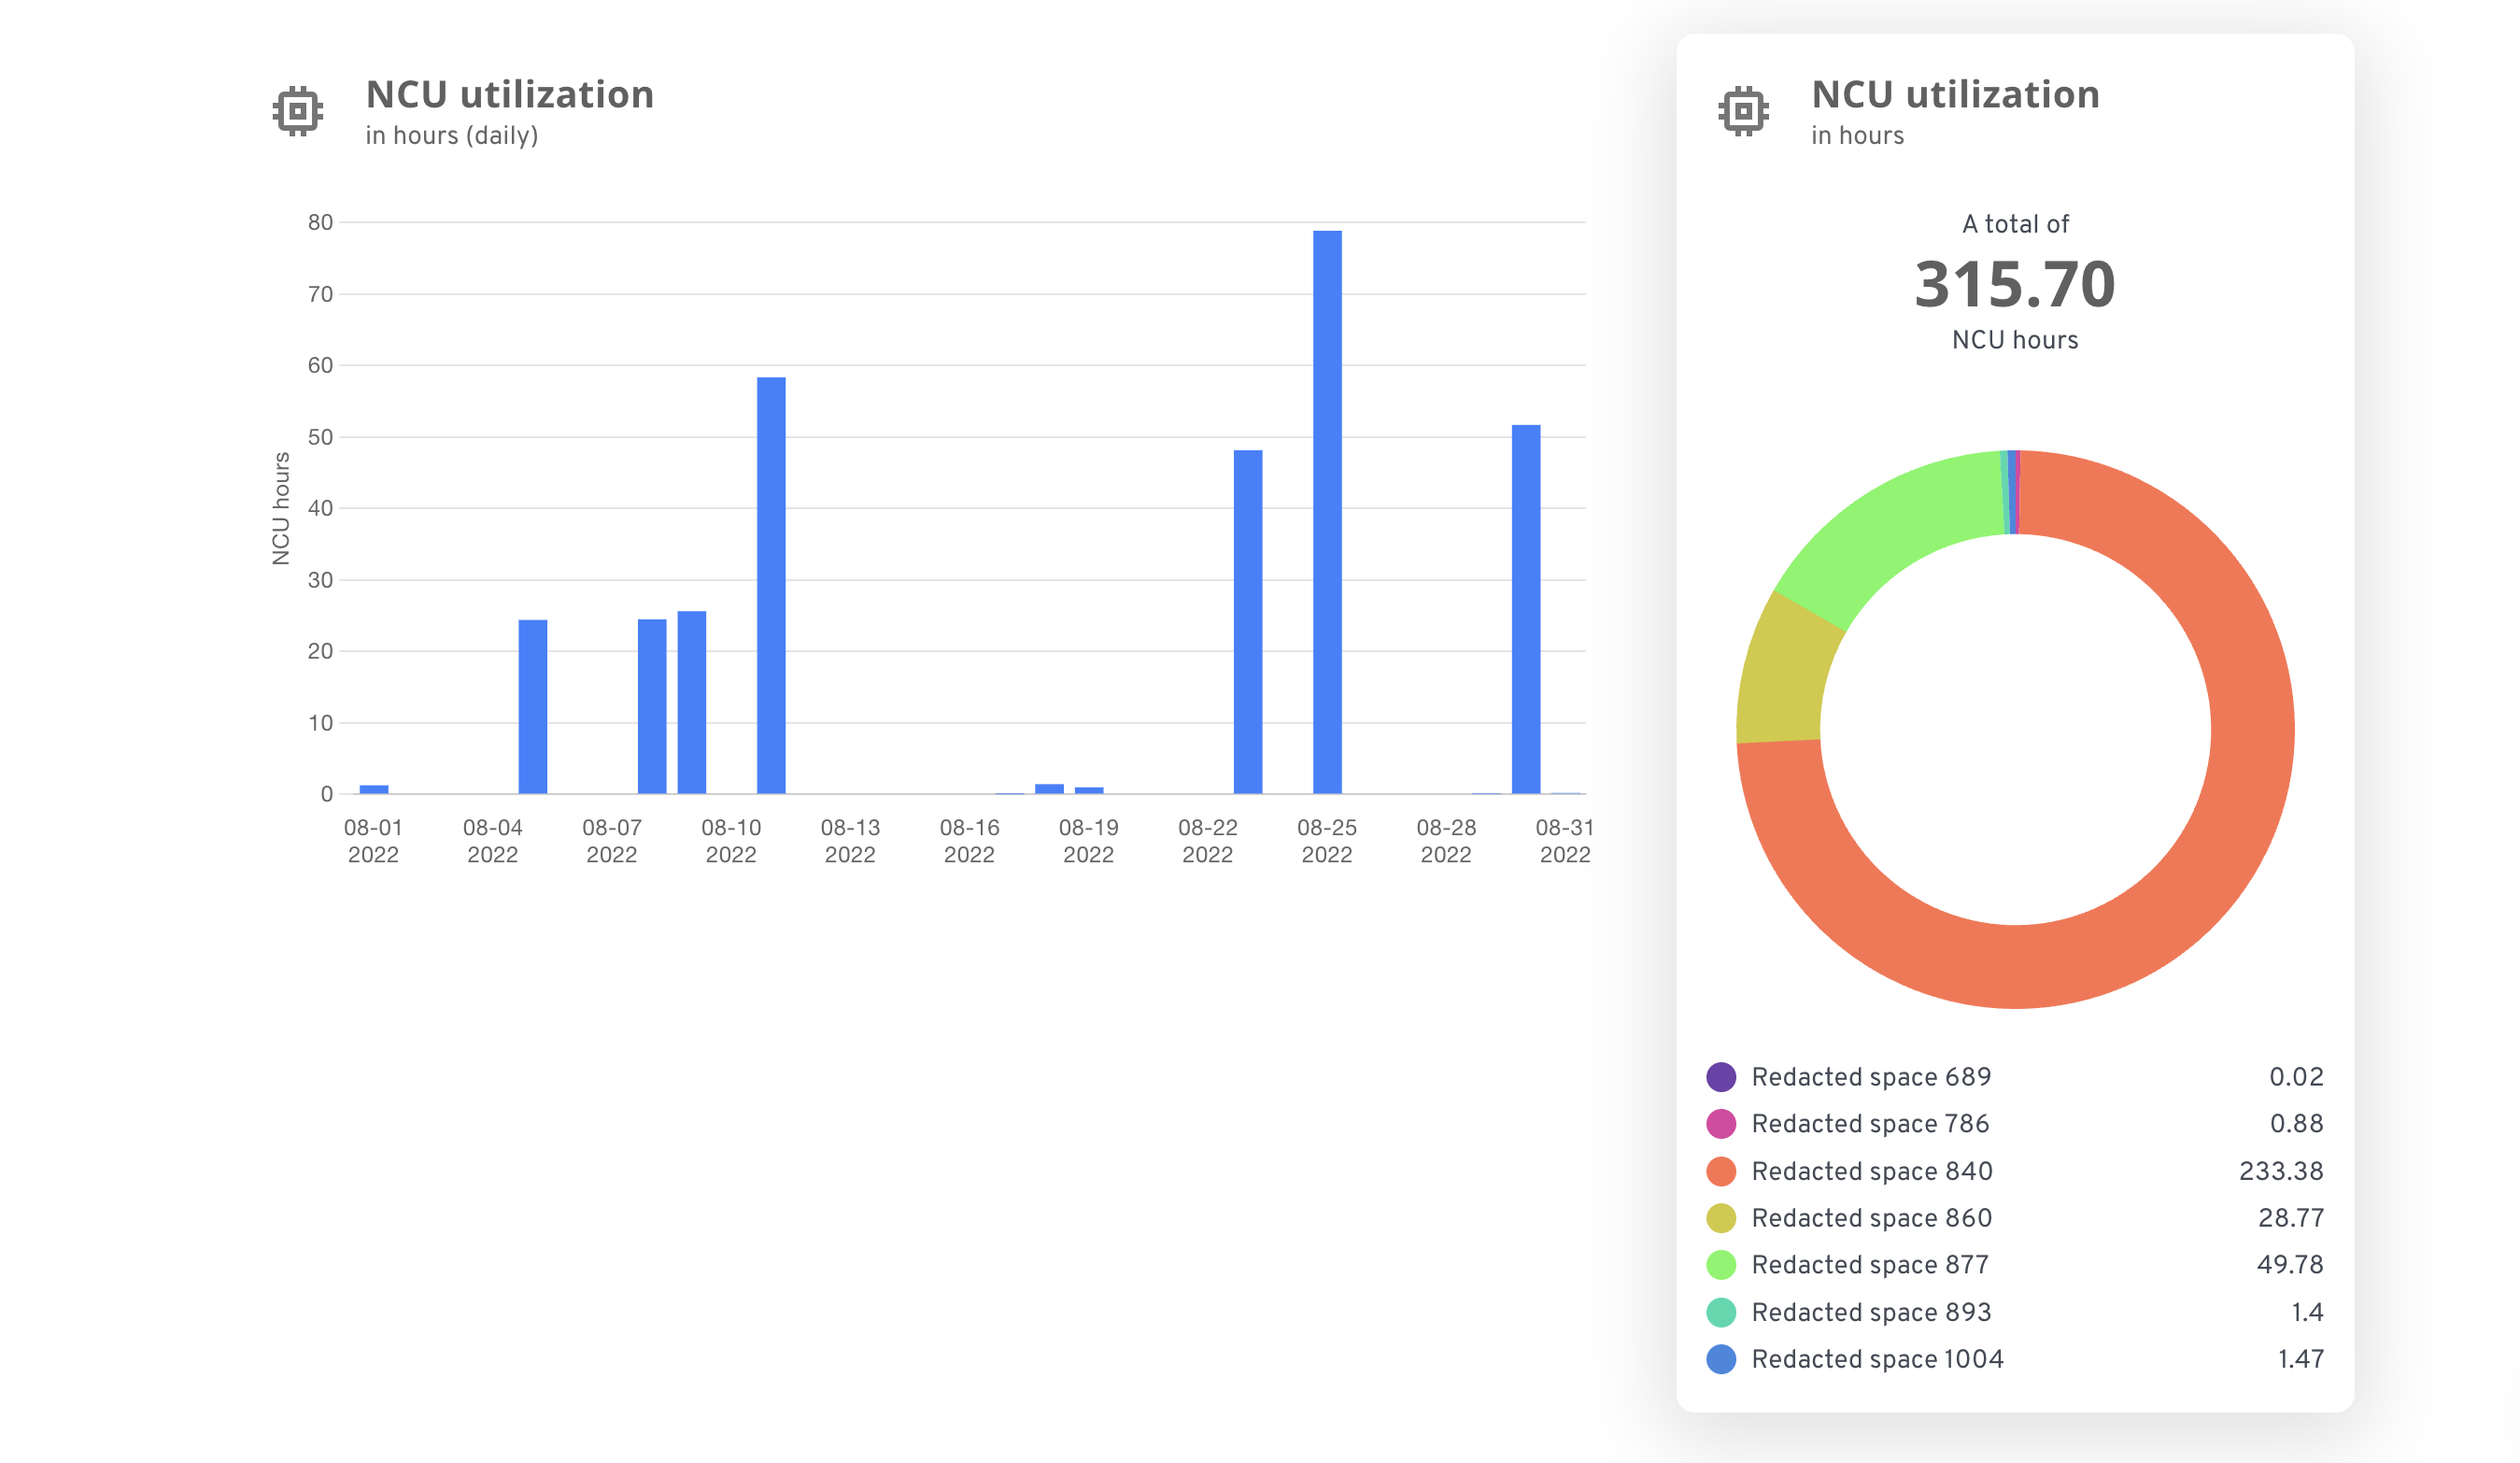 NCU utilization
in hours (daily)
NCU hours
80
70
60
50
40
30
20
10
0
08-01 2022
08-04 2022
08-07 2022
08-10 2022
08-13 2022
08-16 2022
08-19 2022
08-22 2022
08-25 2022
08-28 2022
08-31 2022
NCU utilization
in hours
A total of
315.70
NCU hours
Redacted space 689 0.02
Redacted space 786 0.88
Redacted space 840 233.38
Redacted space 860 28.77
Redacted space 877 49.78
Redacted space 893 1.4
Redacted space 1004 1.47